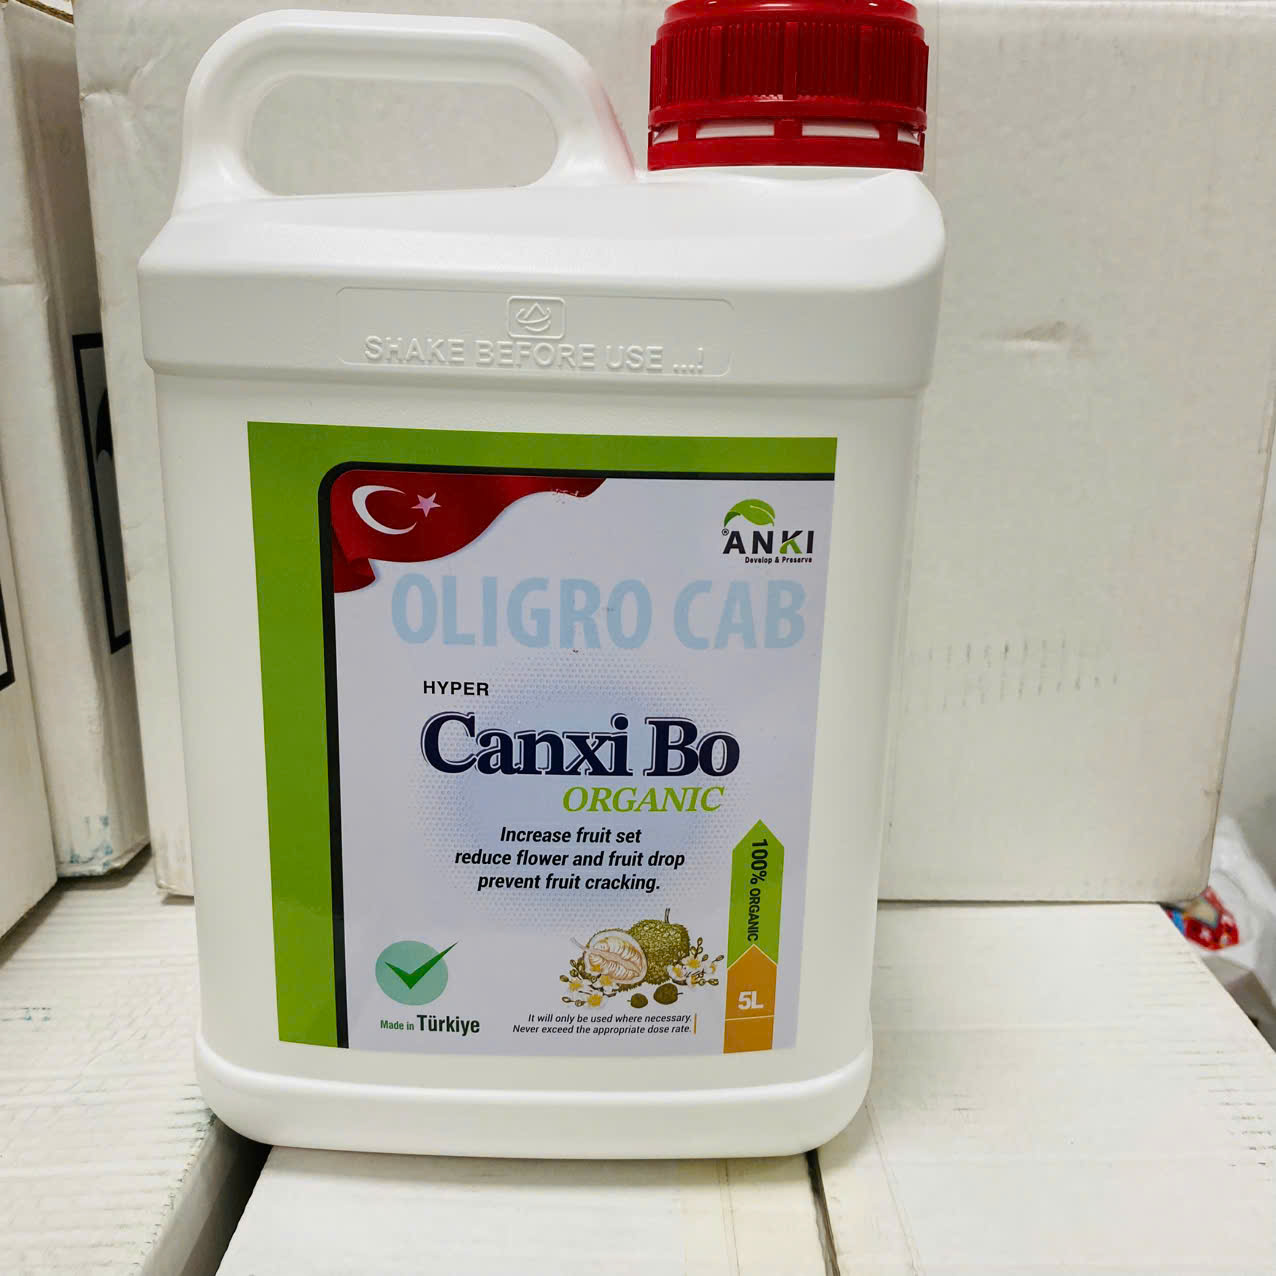 SHAKE BEFORE USE ...!
®ANKI
Develop & Preserve
OLIGRO CAB
HYPER
Canxi Bo
ORGANIC
Increase fruit set
reduce flower and fruit drop
prevent fruit cracking.
100% ORGANIC
5L
Made in Türkiye
It will only be used where necessary.
Never exceed the appropriate dose rate.